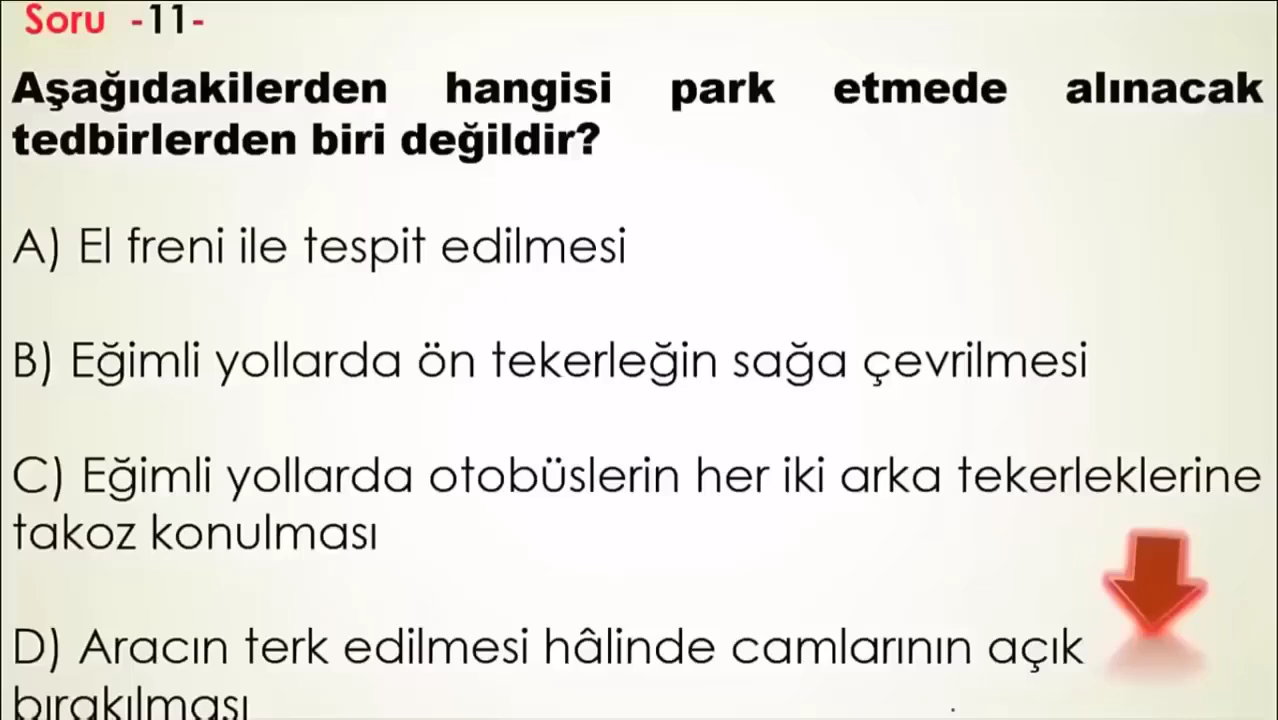 Soru -11-
Aşağıdakilerden hangisi park etmede alınacak
tedbirlerden biri değildir?
A) El freni ile tespit edilmesi
B) Eğimli yollarda ön tekerleğin sağa çevrilmesi
C) Eğimli yollarda otobüslerin her iki arka tekerleklerine
takoz konulması
D) Aracın terk edilmesi hâlinde camlarının açık
bırakılması